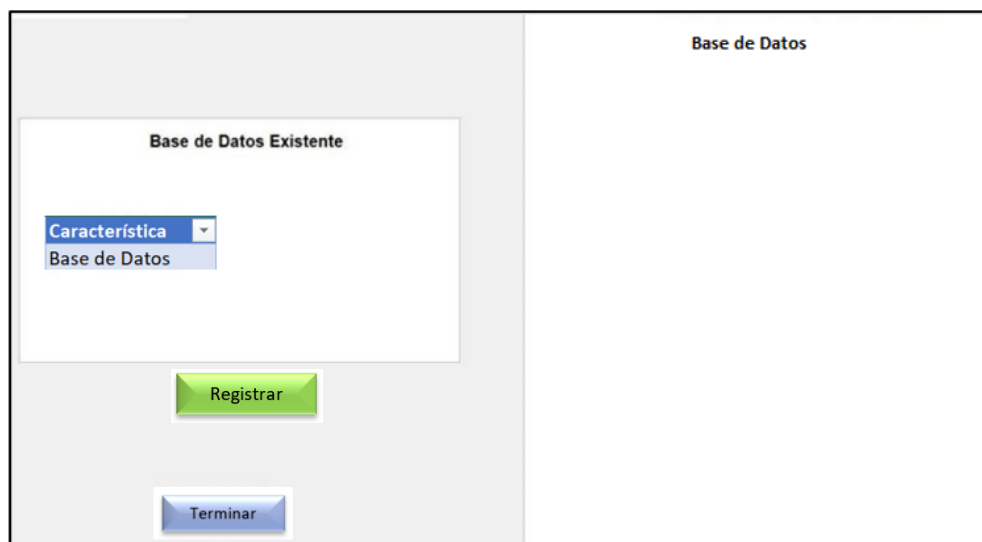 Base de Datos
Base de Datos Existente
Característica
Base de Datos
Registrar
Terminar